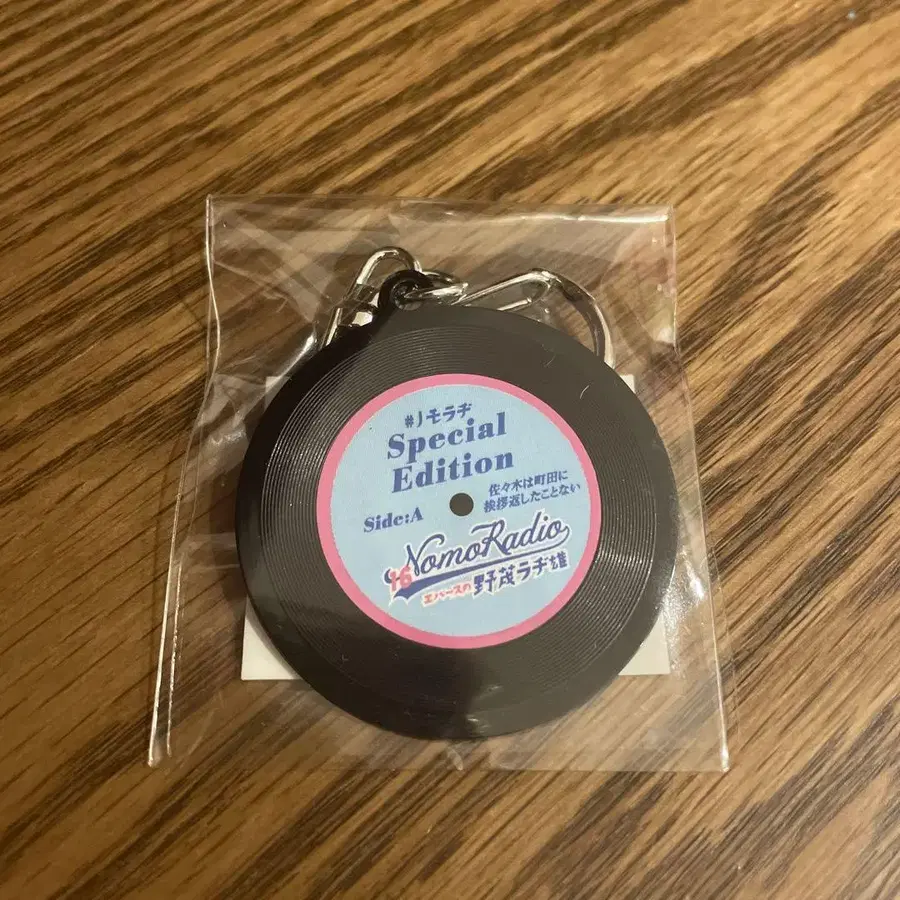 #ノモラヂ
Special
Edition
佐々木は町田に
挨拶返したことない
Side:A
16 NomoRadio
エバースの 野茂ラヂ雄